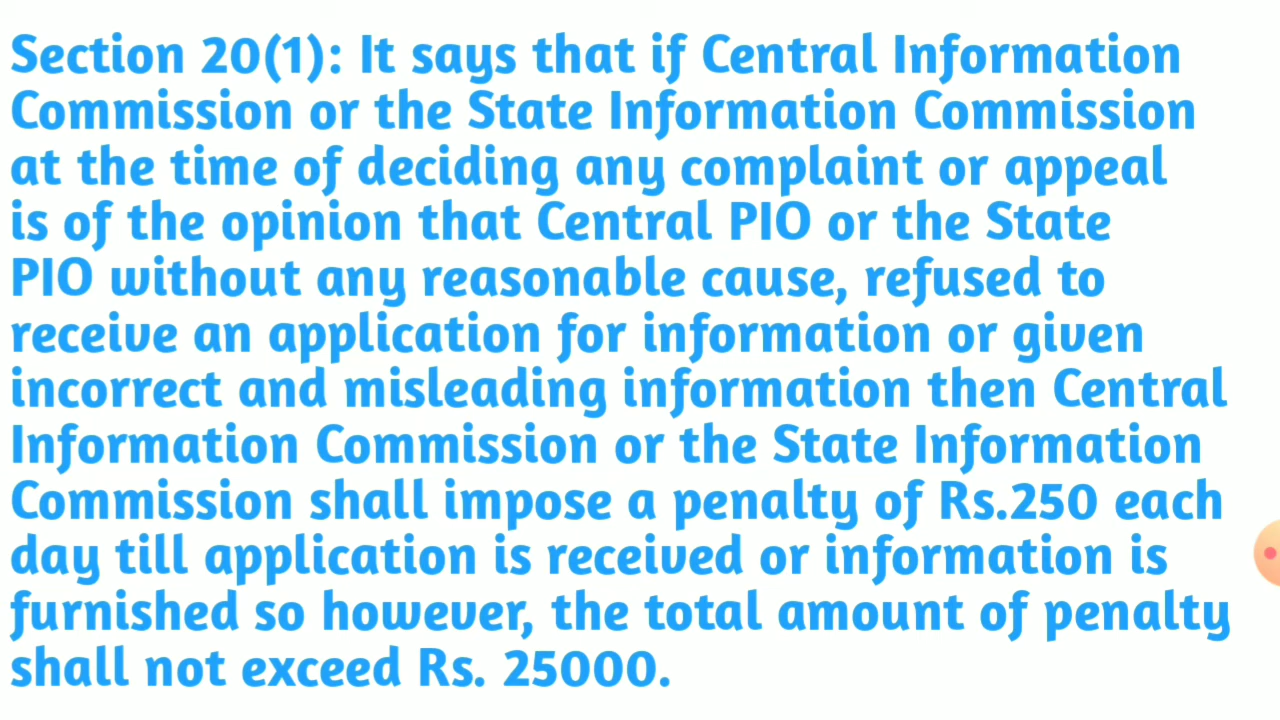 Section 20(1): It says that if Central Information
Commission or the State Information Commission
at the time of deciding any complaint or appeal
is of the opinion that Central PIO or the State
PIO without any reasonable cause, refused to
receive an application for information or given
incorrect and misleading information then Central
Information Commission or the State Information
Commission shall impose a penalty of Rs.250 each
day till application is received or information is
furnished so however, the total amount of penalty
shall not exceed Rs. 25000.